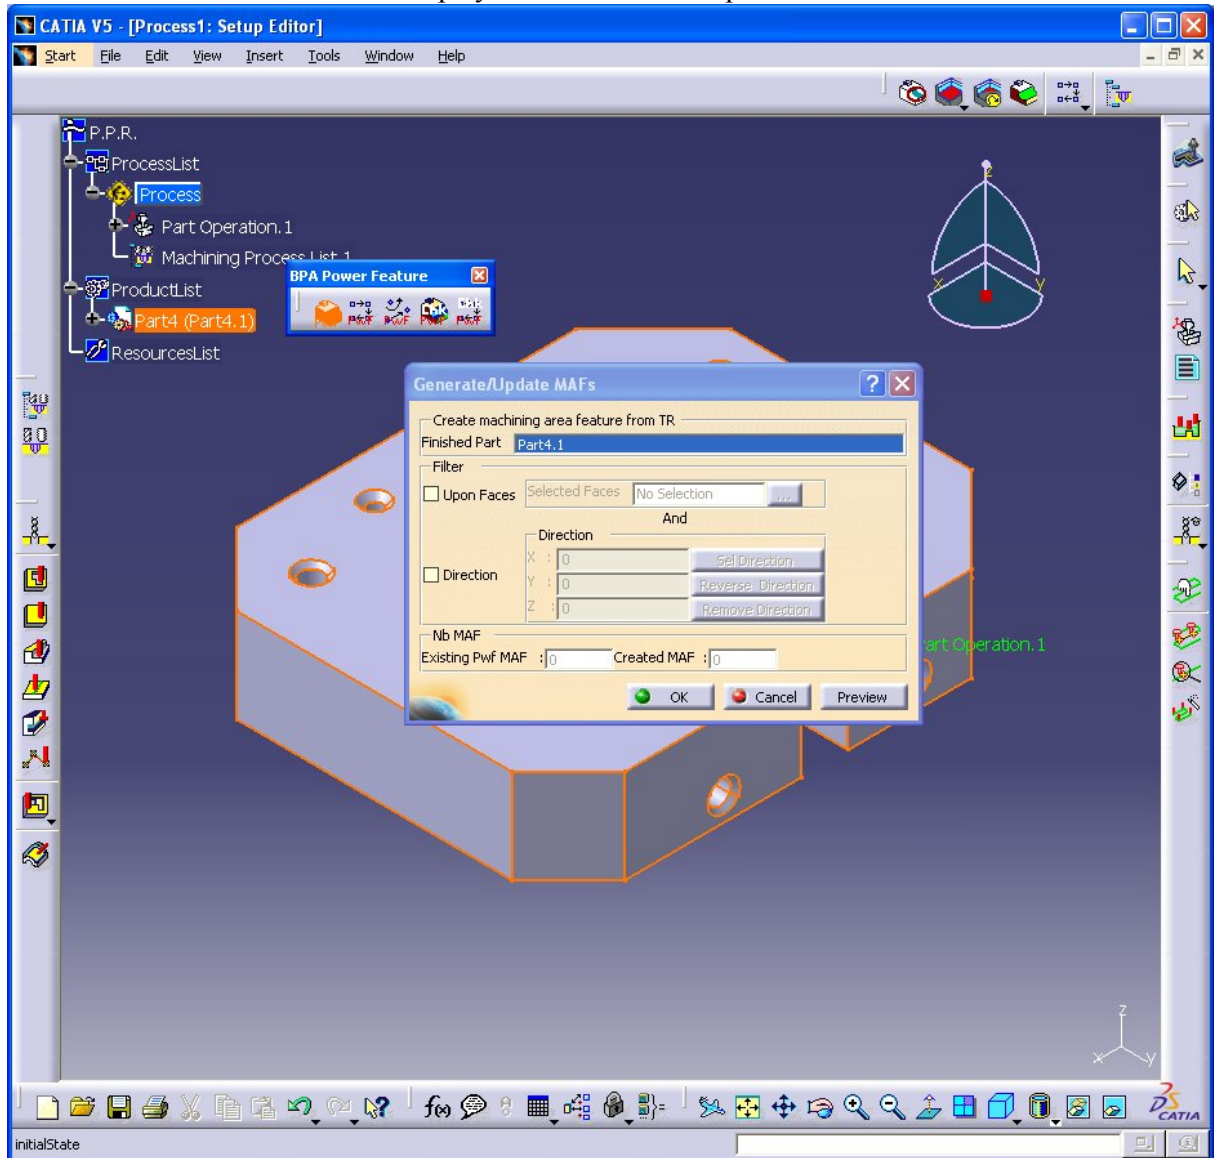 CATIA V5 - [Process1: Setup Editor]
Start File Edit View Insert Tools Window Help
P.P.R.
ProcessList
Process
Part Operation.1
Machining Process List.1
BPA Power Feature
ProductList
Part4 (Part4.1)
ResourcesList
Generate/Update MAFs
Create machining area feature from TR
Finished Part Part4.1
Filter
Upon Faces Selected Faces No Selection ...
And
Direction
Direction
X : 0 Sel Direction
Y : 0 Reverse Direction
Z : 0 Remove Direction
Nb MAF
Existing Pwf MAF : 0 Created MAF : 0
OK Cancel Preview
art Operation.1
z
x y
z
x y
f(x)
CATIA
initialState